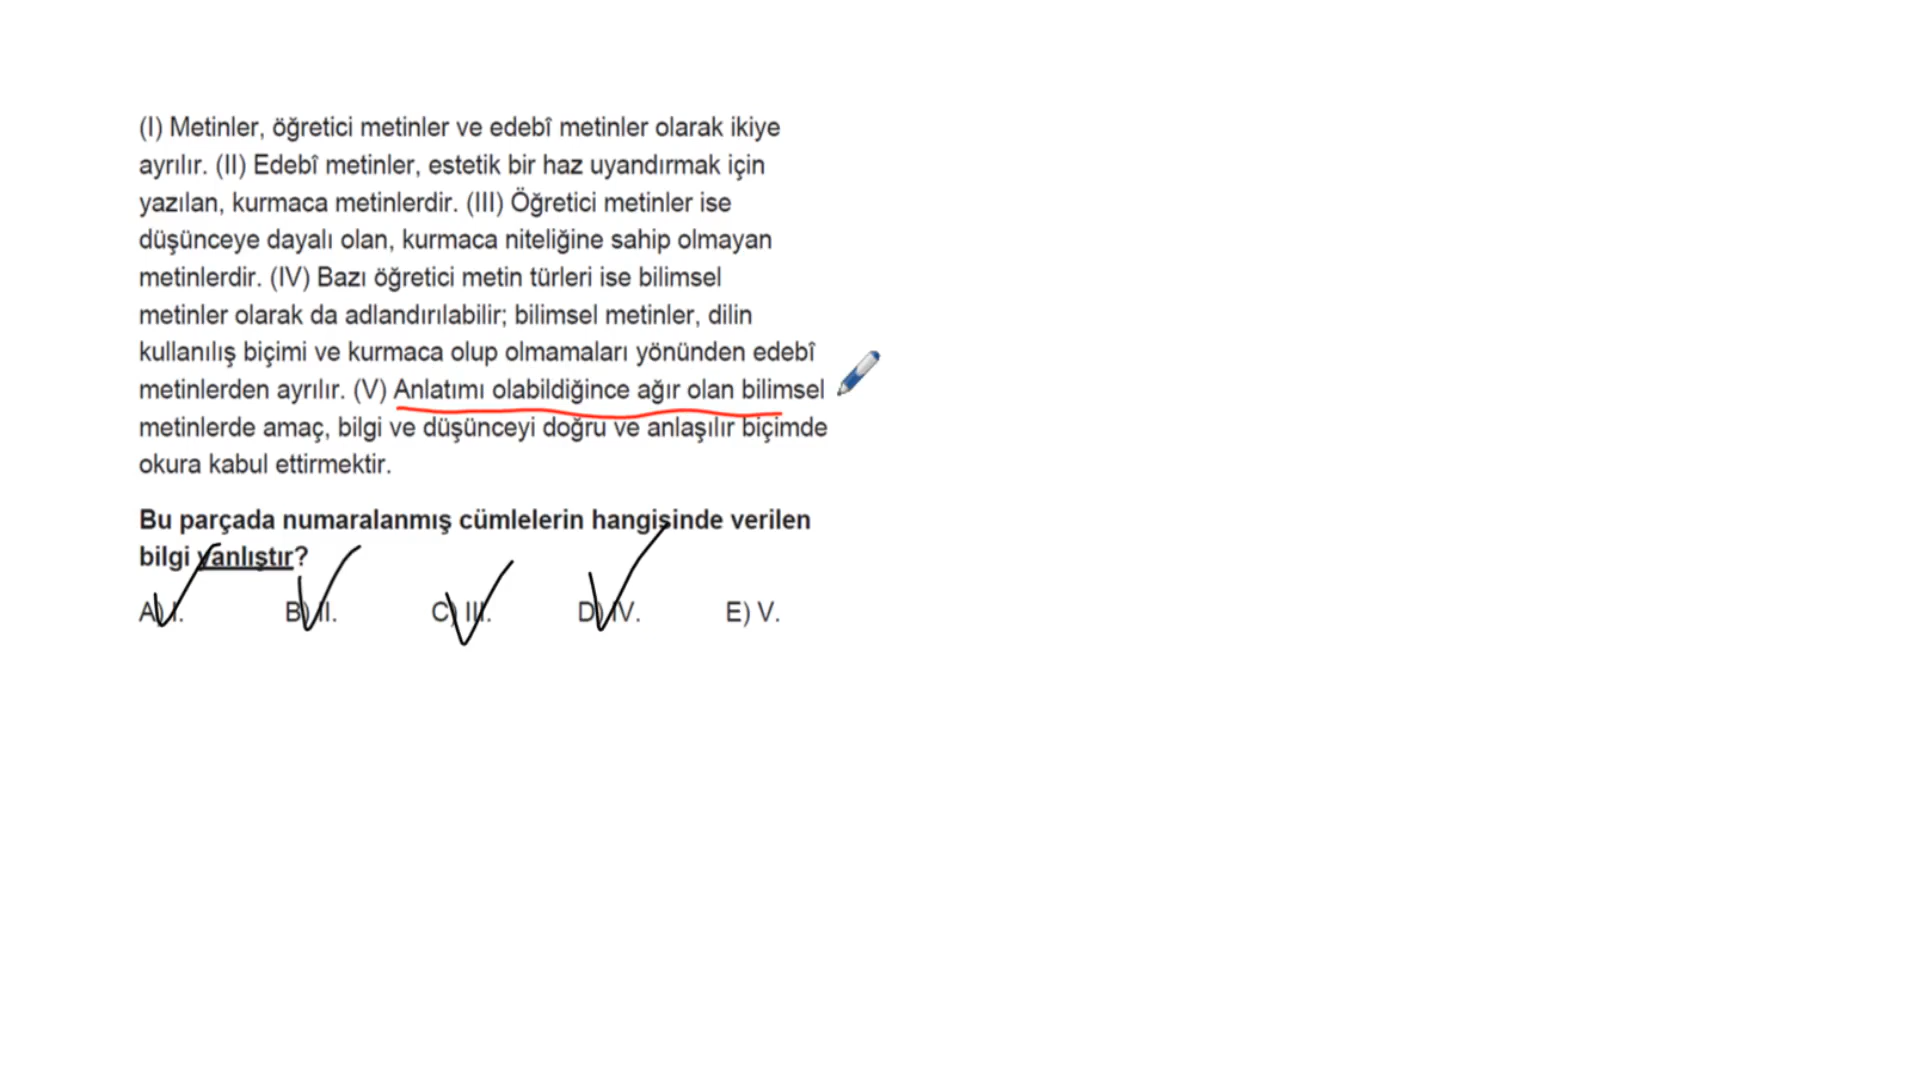 (I) Metinler, öğretici metinler ve edebî metinler olarak ikiye
ayrılır. (II) Edebî metinler, estetik bir haz uyandırmak için
yazılan, kurmaca metinlerdir. (III) Öğretici metinler ise
düşünceye dayalı olan, kurmaca niteliğine sahip olmayan
metinlerdir. (IV) Bazı öğretici metin türleri ise bilimsel
metinler olarak da adlandırılabilir; bilimsel metinler, dilin
kullanılış biçimi ve kurmaca olup olmamaları yönünden edebî
metinlerden ayrılır. (V) Anlatımı olabildiğince ağır olan bilimsel
metinlerde amaç, bilgi ve düşünceyi doğru ve anlaşılır biçimde
okura kabul ettirmektir.
Bu parçada numaralanmış cümlelerin hangisinde verilen
bilgi yanlıştır?
A) I. B) II. C) III. D) IV. E) V.